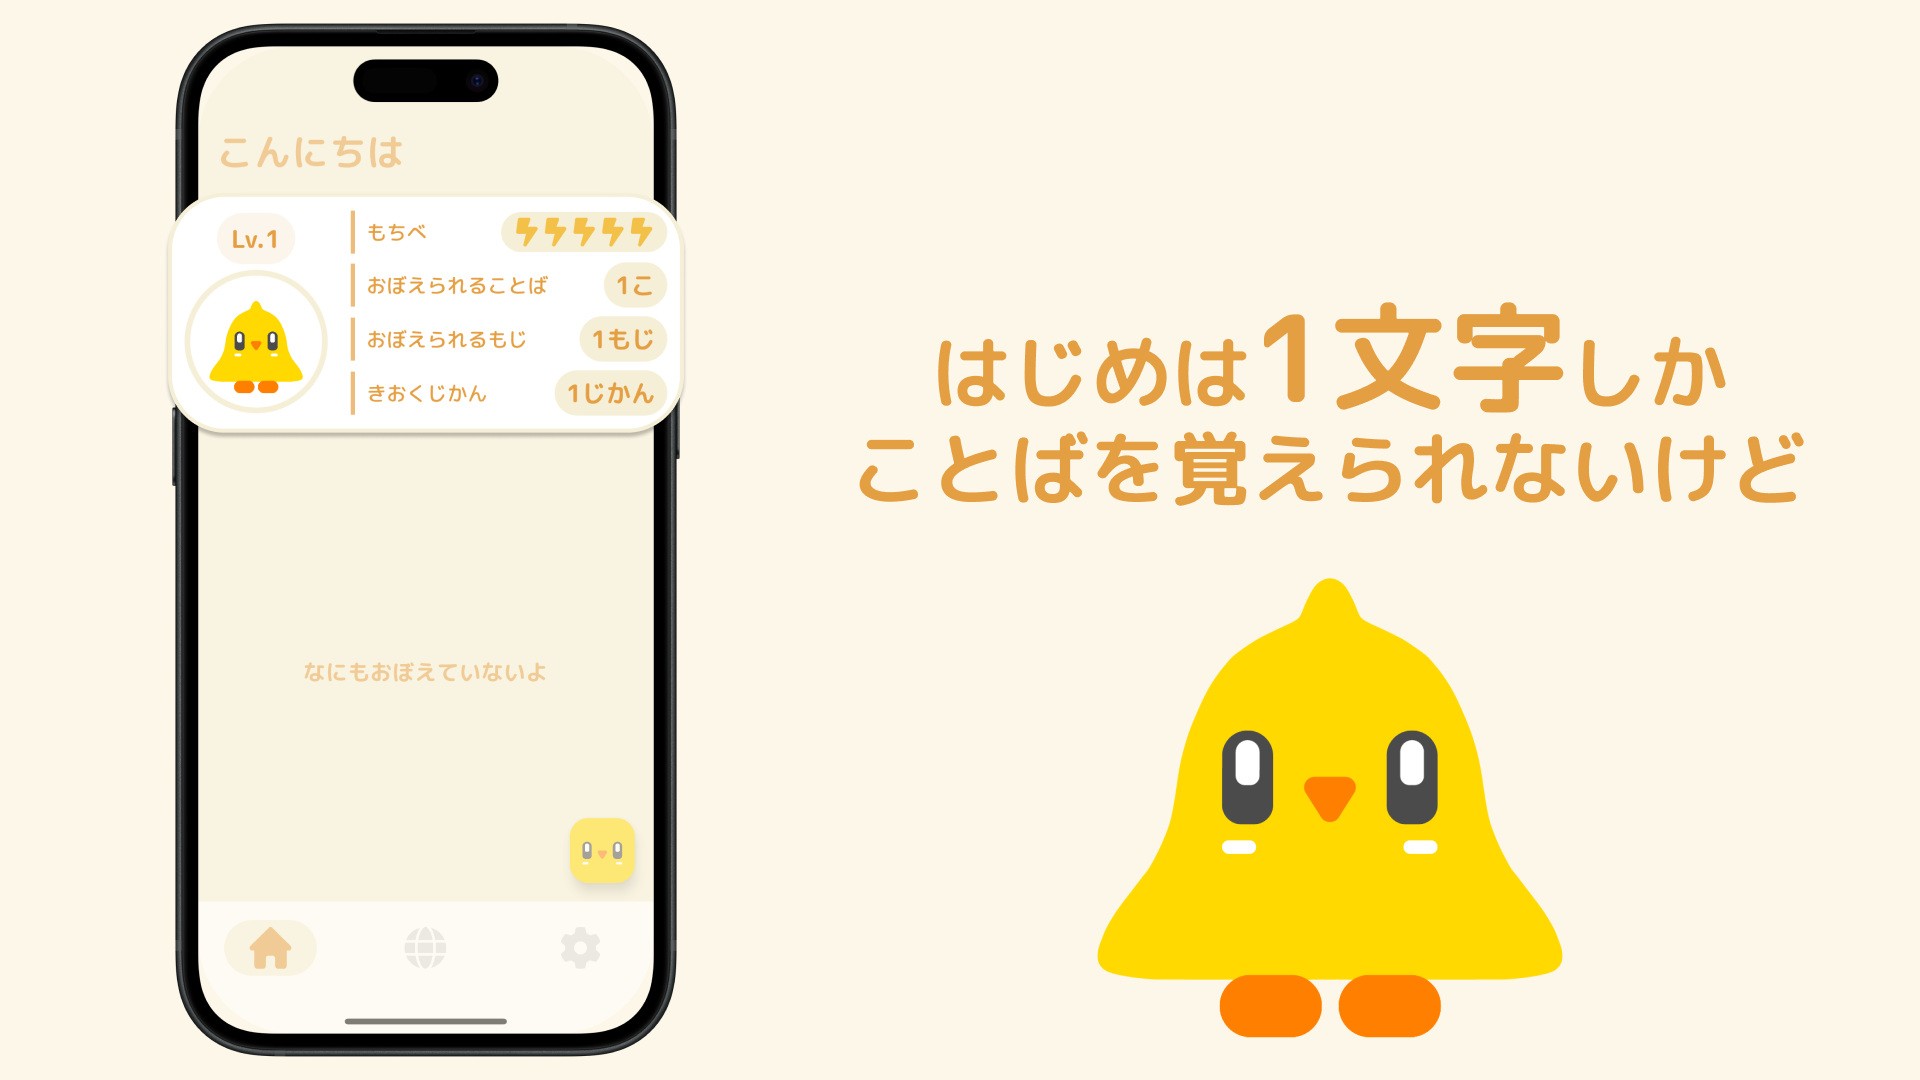 こんにちは
Lv.1
もちべ
おぼえられることば 1こ
おぼえられるもじ 1もじ
きおくじかん 1じかん
なにもおぼえていないよ
はじめは1文字しか
ことばを覚えられないけど